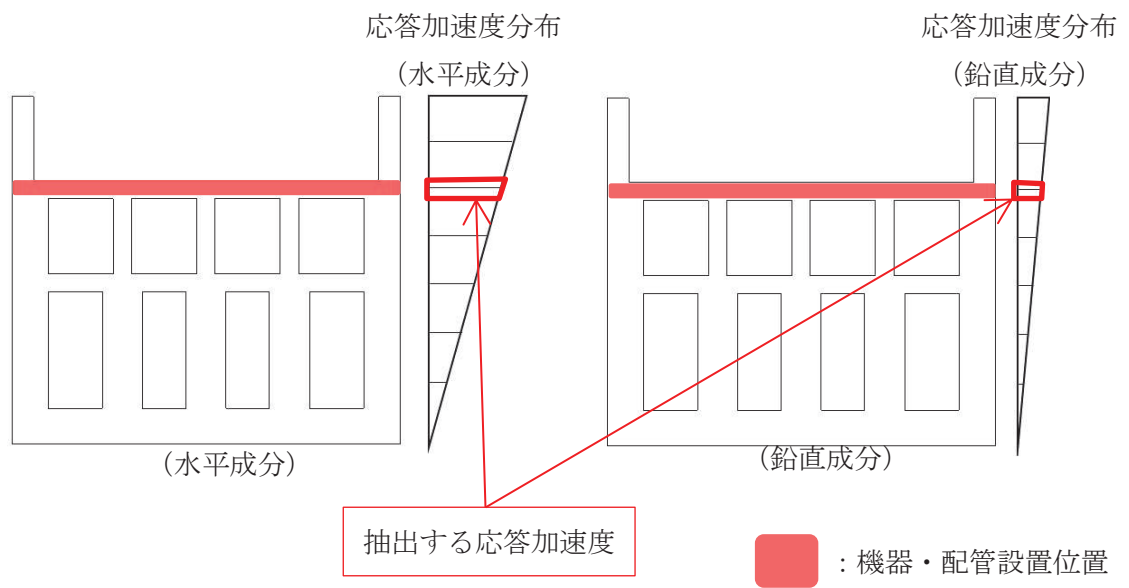 応答加速度分布
（水平成分）
応答加速度分布
（鉛直成分）
（水平成分）
（鉛直成分）
抽出する応答加速度
：機器・配管設置位置